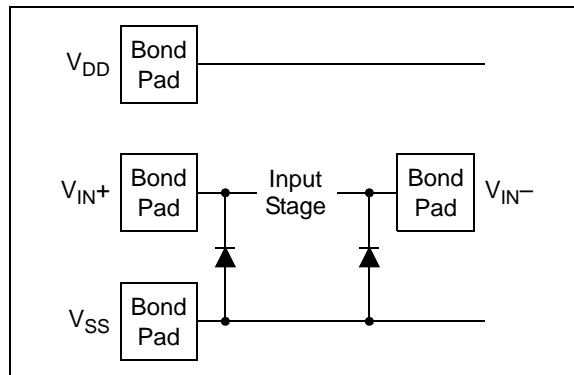 V_DD Bond
Pad
V_IN+ Bond
Pad
Input
Stage
Bond
Pad V_IN–
V_SS Bond
Pad